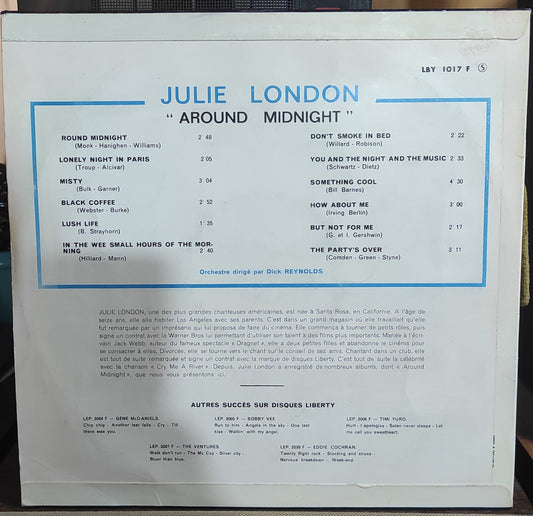 LBY 1017 F S
JULIE LONDON
" AROUND MIDNIGHT "
ROUND MIDNIGHT 2' 48
(Monk - Hanighen - Williams)
LONELY NIGHT IN PARIS 2' 05
(Troup - Alcivar)
MISTY 3' 04
(Bulk - Garner)
BLACK COFFEE 2' 52
(Webster - Burke)
LUSH LIFE 1' 35
(B. Strayhorn)
IN THE WEE SMALL HOURS OF THE MOR-
NING 2' 40
(Hilliard - Mann)
DON'T SMOKE IN BED 2' 22
(Willard - Robison)
YOU AND THE NIGHT AND THE MUSIC 2' 33
(Schwartz - Dietz)
SOMETHING COOL 4' 30
(Bill Barnes)
HOW ABOUT ME 3' 00
(Irving Berlin)
BUT NOT FOR ME 2' 17
(G. et I. Gershwin)
THE PARTY'S OVER 3' 11
(Comden - Green - Styne)
Orchestre dirigé par Dick REYNOLDS
JULIE LONDON, une des plus grandes chanteuses américaines, est née à Santa Rosa, en Californie. A l'âge de
seize ans, elle alla habiter Los Angeles avec ses parents. C'est dans un grand magasin où elle travaillait qu'elle
fut remarquée par un imprésario qui lui proposa de faire du cinéma. Elle commença à tourner de petits rôles, puis
signa un contrat avec la Warner Bros lui permettant d'utiliser son talent à des films plus importants. Mariée à l'écri-
vain Jack Webb, auteur du fameux spectacle « Dragnet », elle a deux petites filles et abandonne le cinéma pour
se consacrer à elles. Divorcée, elle se tourne vers le chant sur le conseil de ses amis. Chantant dans un club, elle
est tout de suite remarquée et signe un contrat avec la marque de disques Liberty. C'est tout de suite la célébrité
avec la chanson « Cry Me A River ». Depuis, Julie London a enregistré de nombreux albums, dont « Around
Midnight », que nous vous présentons ici.
AUTRES SUCCÈS SUR DISQUES LIBERTY
LEP. 2004 F — GENE McDANIELS.
Chip chip - Another tear falls - Cry - Till
there was you.
LEP. 2005 F — BOBBY VEE
Run to him - Angels in the sky - One last
kiss - Walkin' with my angel.
LEP. 2006 F — TIMI YURO.
Hurt - I apologize - Satan never sleeps - Let
me call you sweetheart.
LEP. 2007 F — THE VENTURES.
Walk don't run - The Mc Coy - Silver city -
Bluer than blue.
LEP. 2029 F — EDDIE COCHRAN.
Twenty flight rock - Stocking and shoes -
Nervous breakdown - Week-end.